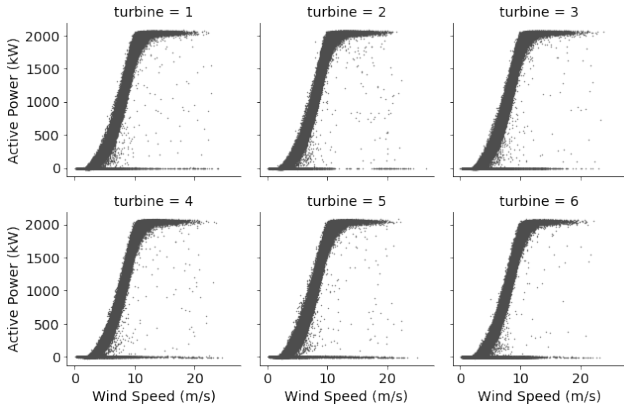 turbine = 1
turbine = 2
turbine = 3
Active Power (kW)
2000
1500
1000
500
0
turbine = 4
turbine = 5
turbine = 6
Active Power (kW)
2000
1500
1000
500
0
0 10 20
0 10 20
0 10 20
Wind Speed (m/s)
Wind Speed (m/s)
Wind Speed (m/s)